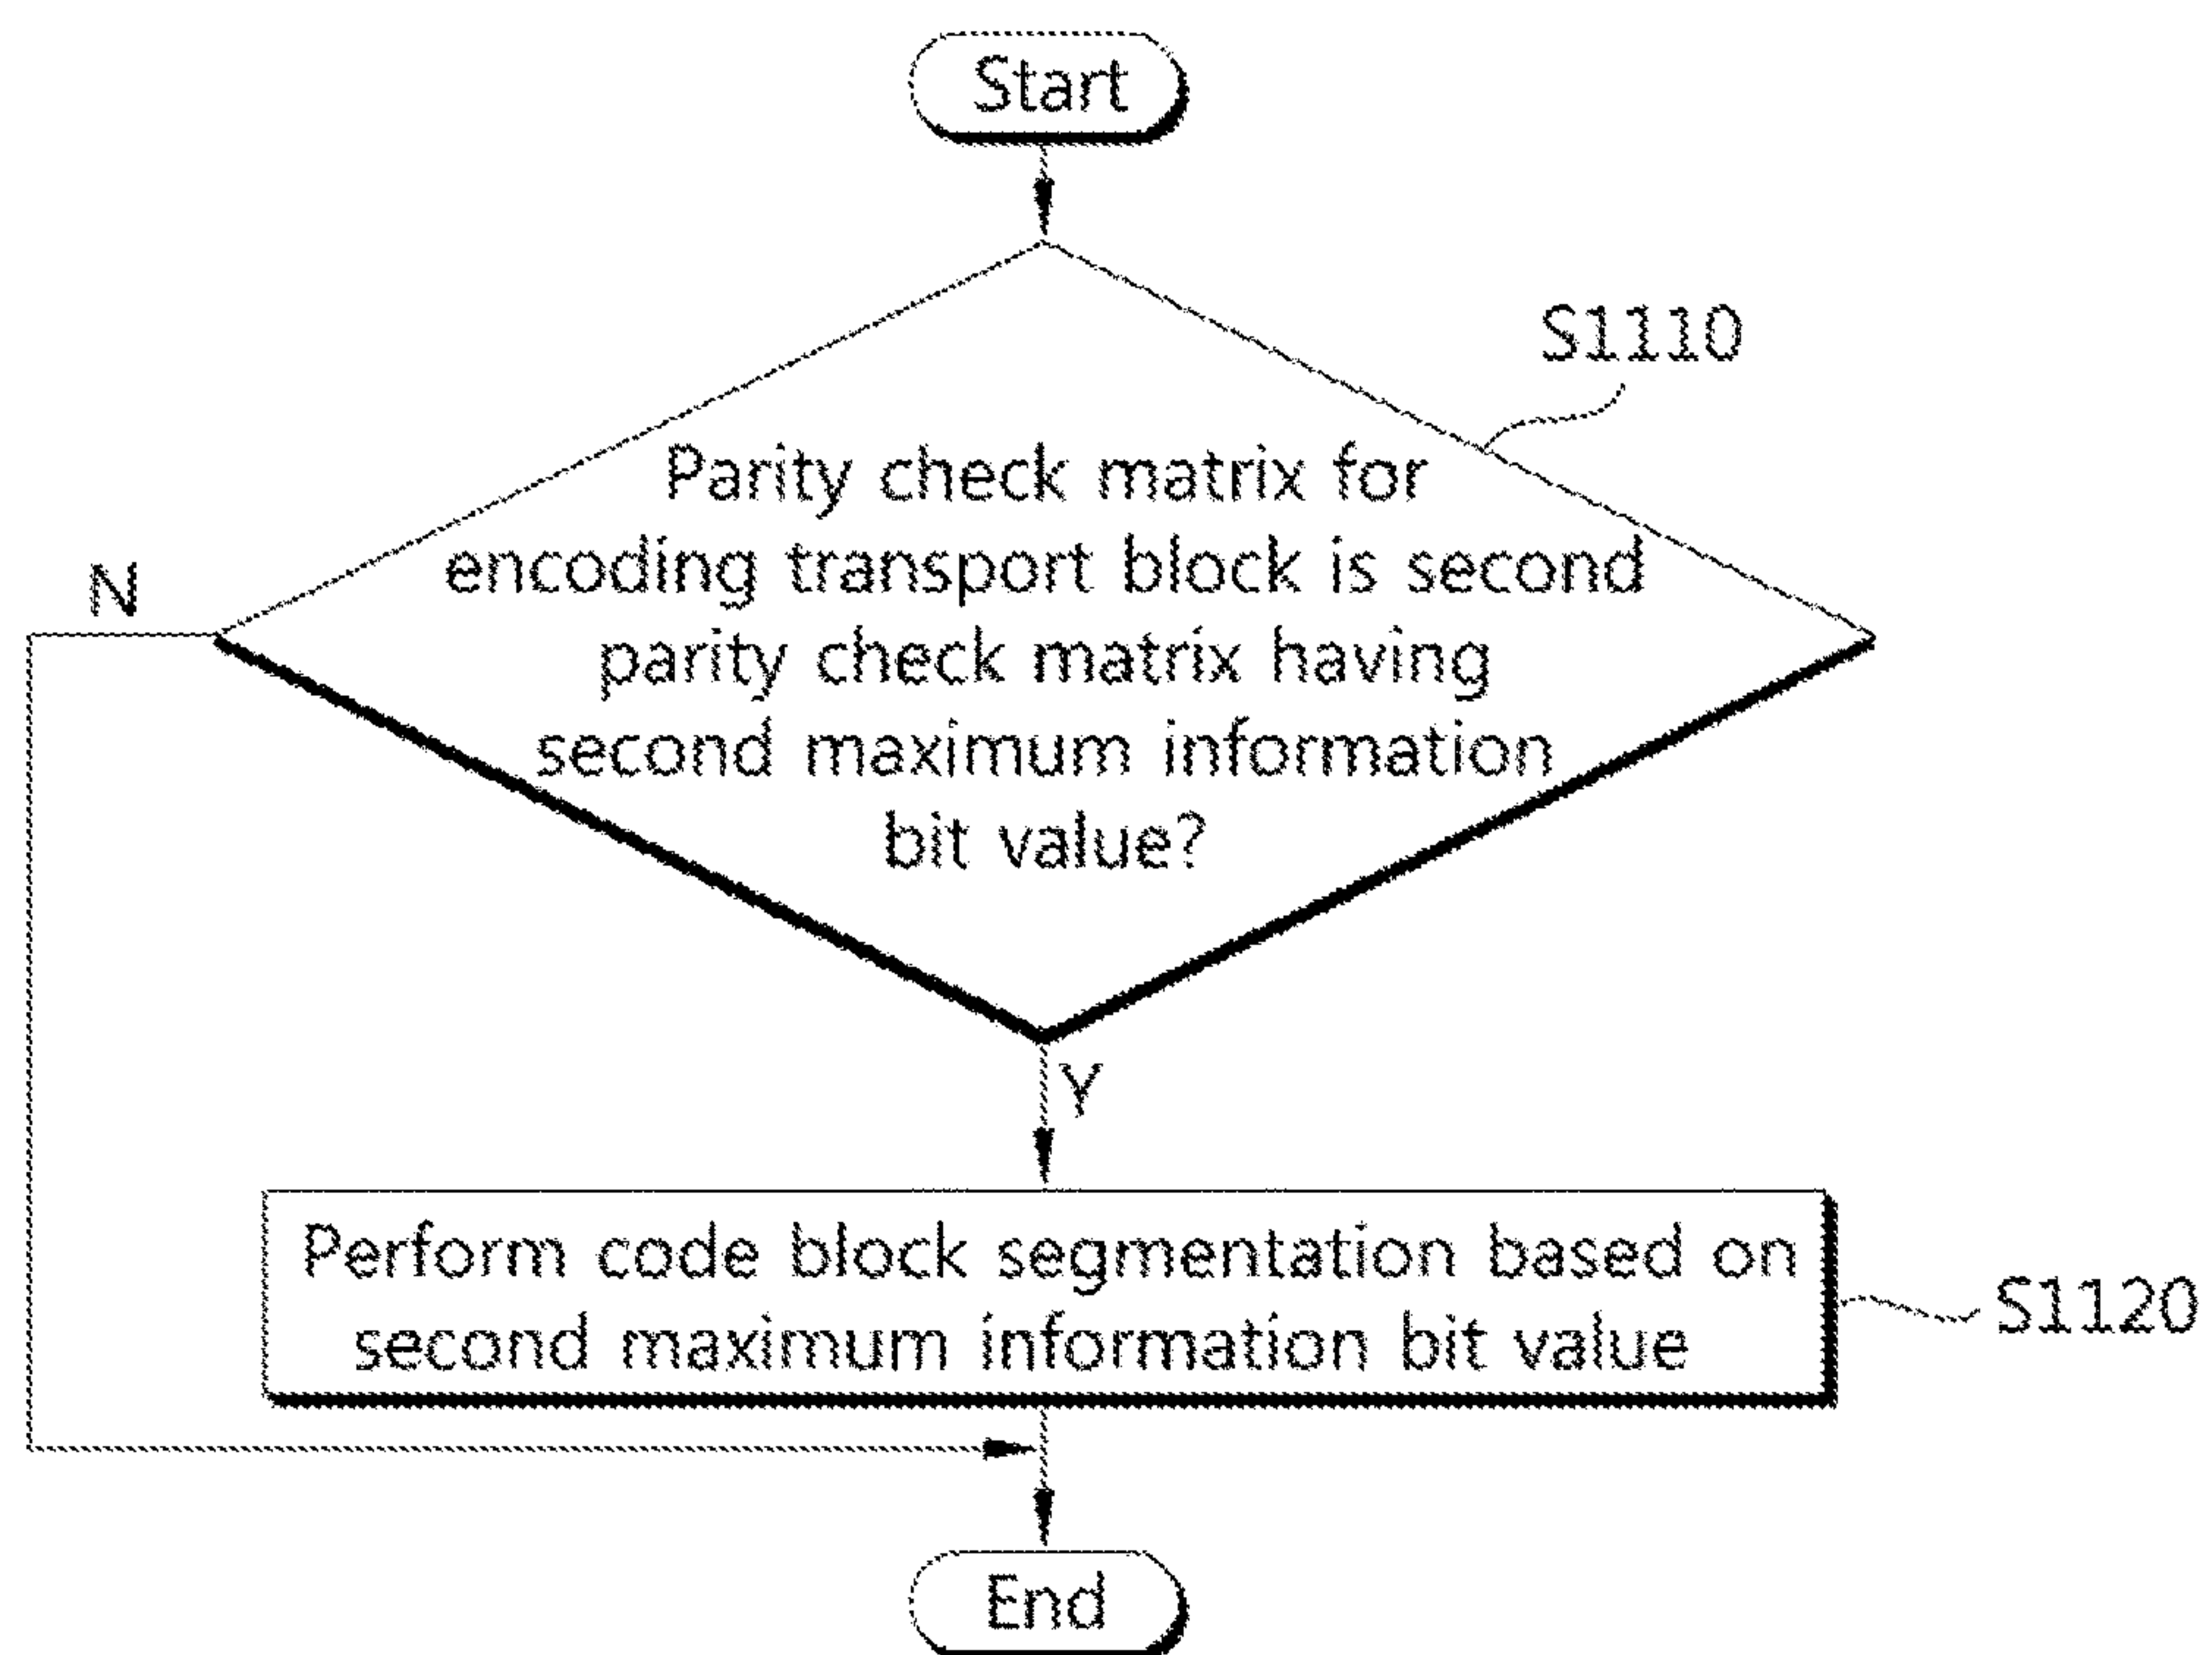 Start
S1110
Parity check matrix for
encoding transport block is second
parity check matrix having
second maximum information
bit value?
N
Y
Perform code block segmentation based on
second maximum information bit value
S1120
End